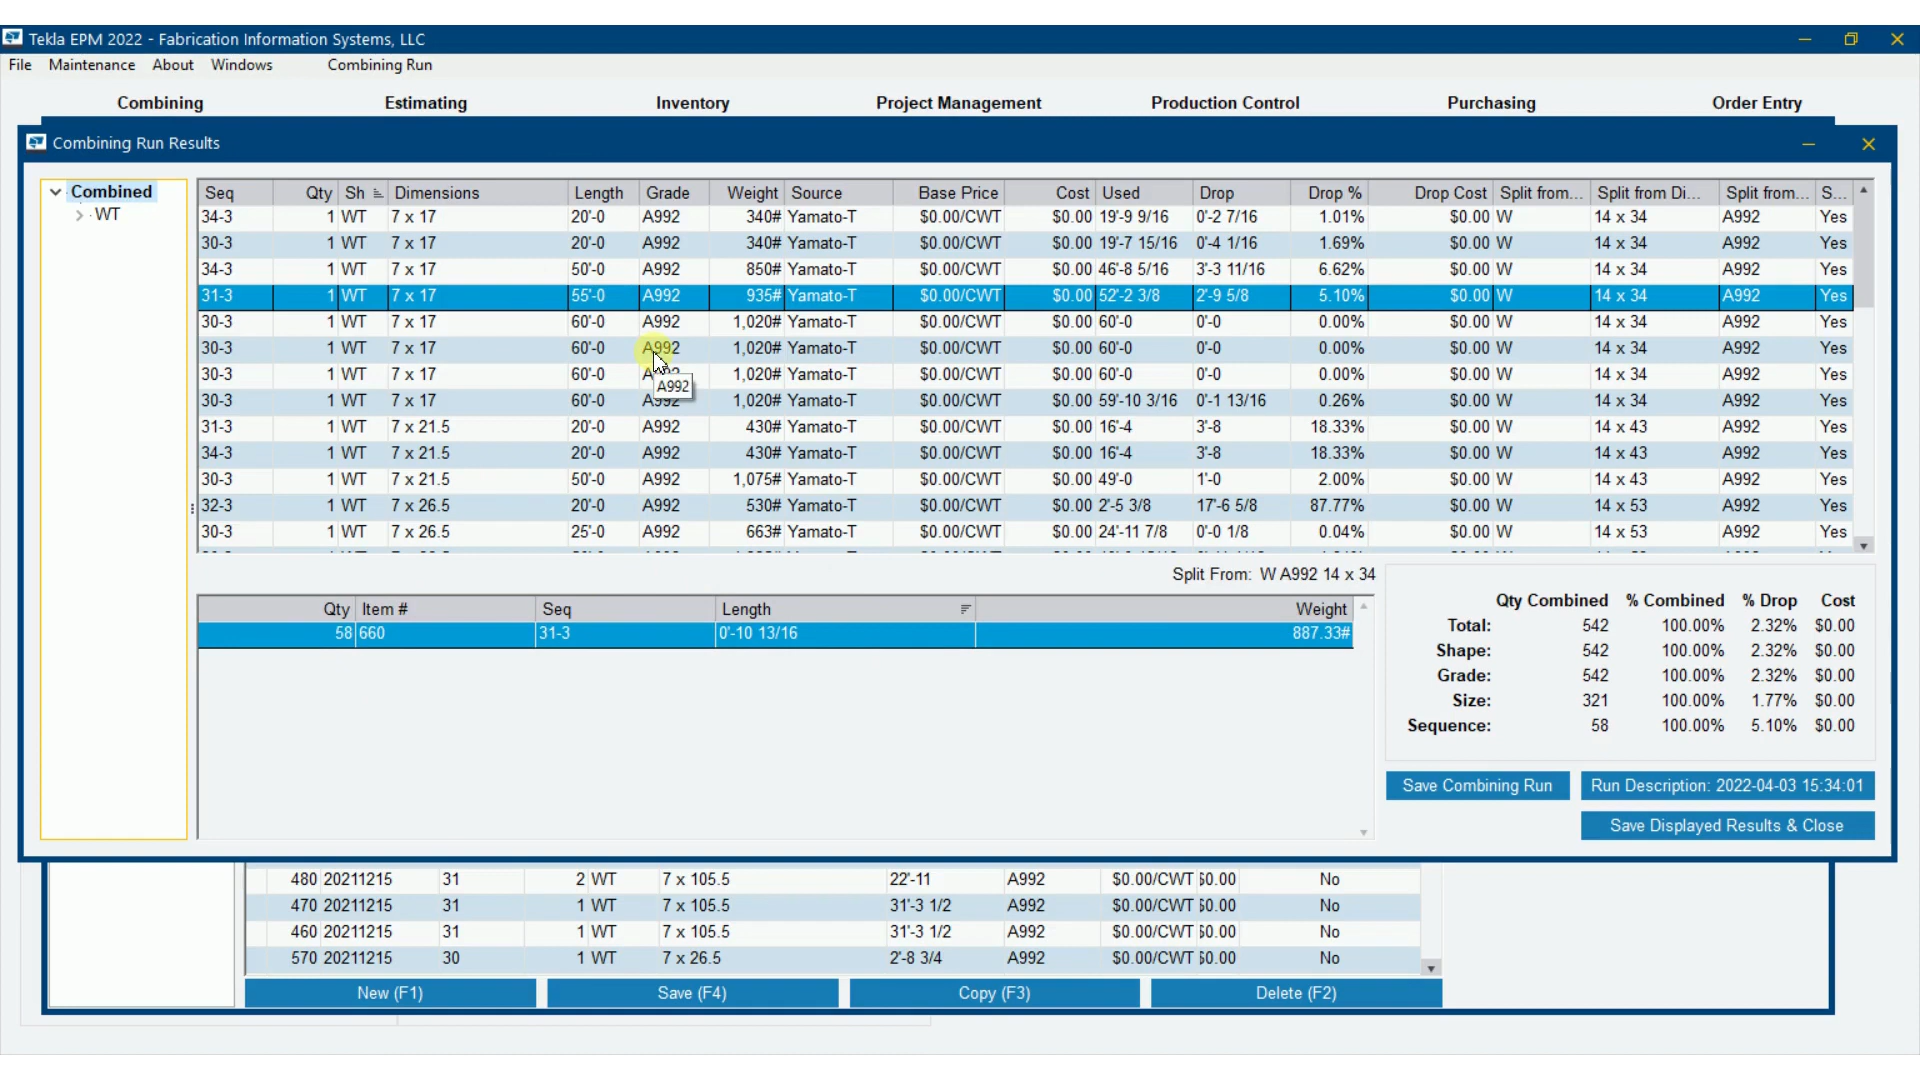 Tekla EPM 2022 - Fabrication Information Systems, LLC
File Maintenance About Windows Combining Run
Combining Estimating Inventory Project Management Production Control Purchasing Order Entry
Combining Run Results
Combined
WT
Seq Qty Sh Dimensions Length Grade Weight Source Base Price Cost Used Drop Drop % Drop Cost Split from... Split from Di... Split from... S...
34-3 1 WT 7 x 17 20'-0 A992 340# Yamato-T $0.00/CWT $0.00 19'-9 9/16 0'-2 7/16 1.01% $0.00 W 14 x 34 A992 Yes
30-3 1 WT 7 x 17 20'-0 A992 340# Yamato-T $0.00/CWT $0.00 19'-7 15/16 0'-4 1/16 1.69% $0.00 W 14 x 34 A992 Yes
34-3 1 WT 7 x 17 50'-0 A992 850# Yamato-T $0.00/CWT $0.00 46'-8 5/16 3'-3 11/16 6.62% $0.00 W 14 x 34 A992 Yes
31-3 1 WT 7 x 17 55'-0 A992 935# Yamato-T $0.00/CWT $0.00 52'-2 3/8 2'-9 5/8 5.10% $0.00 W 14 x 34 A992 Yes
30-3 1 WT 7 x 17 60'-0 A992 1,020# Yamato-T $0.00/CWT $0.00 60'-0 0'-0 0.00% $0.00 W 14 x 34 A992 Yes
30-3 1 WT 7 x 17 60'-0 A992 1,020# Yamato-T $0.00/CWT $0.00 60'-0 0'-0 0.00% $0.00 W 14 x 34 A992 Yes
30-3 1 WT 7 x 17 60'-0 1,020# Yamato-T $0.00/CWT $0.00 60'-0 0'-0 0.00% $0.00 W 14 x 34 A992 Yes
A992
30-3 1 WT 7 x 17 60'-0 A992 1,020# Yamato-T $0.00/CWT $0.00 59'-10 3/16 0'-1 13/16 0.26% $0.00 W 14 x 34 A992 Yes
31-3 1 WT 7 x 21.5 20'-0 A992 430# Yamato-T $0.00/CWT $0.00 16'-4 3'-8 18.33% $0.00 W 14 x 43 A992 Yes
34-3 1 WT 7 x 21.5 20'-0 A992 430# Yamato-T $0.00/CWT $0.00 16'-4 3'-8 18.33% $0.00 W 14 x 43 A992 Yes
30-3 1 WT 7 x 21.5 50'-0 A992 1,075# Yamato-T $0.00/CWT $0.00 49'-0 1'-0 2.00% $0.00 W 14 x 43 A992 Yes
32-3 1 WT 7 x 26.5 20'-0 A992 530# Yamato-T $0.00/CWT $0.00 2'-5 3/8 17'-6 5/8 87.77% $0.00 W 14 x 53 A992 Yes
30-3 1 WT 7 x 26.5 25'-0 A992 663# Yamato-T $0.00/CWT $0.00 24'-11 7/8 0'-0 1/8 0.04% $0.00 W 14 x 53 A992 Yes
Split From: W A992 14 x 34
Qty Item # Seq Length Weight
58 660 31-3 0'-10 13/16 887.33#
Qty Combined % Combined % Drop Cost
Total: 542 100.00% 2.32% $0.00
Shape: 542 100.00% 2.32% $0.00
Grade: 542 100.00% 2.32% $0.00
Size: 321 100.00% 1.77% $0.00
Sequence: 58 100.00% 5.10% $0.00
Save Combining Run Run Description: 2022-04-03 15:34:01
Save Displayed Results & Close
480 20211215 31 2 WT 7 x 105.5 22'-11 A992 $0.00/CWT $0.00 No
470 20211215 31 1 WT 7 x 105.5 31'-3 1/2 A992 $0.00/CWT $0.00 No
460 20211215 31 1 WT 7 x 105.5 31'-3 1/2 A992 $0.00/CWT $0.00 No
570 20211215 30 1 WT 7 x 26.5 2'-8 3/4 A992 $0.00/CWT $0.00 No
New (F1) Save (F4) Copy (F3) Delete (F2)